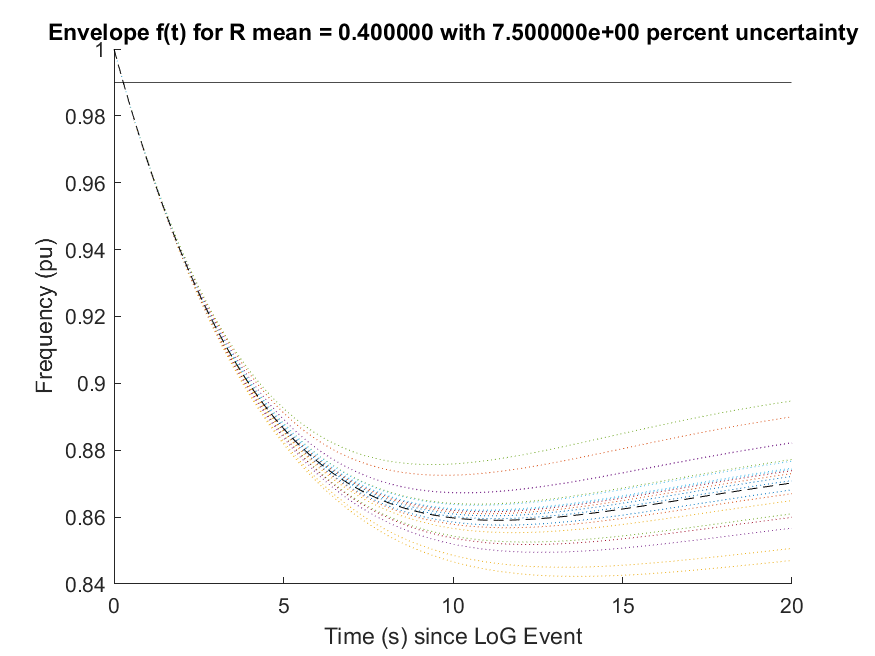 Envelope f(t) for R mean = 0.400000 with 7.500000e+00 percent uncertainty
1
0.98
0.96
0.94
0.92
0.9
0.88
0.86
0.84
Frequency (pu)
0 5 10 15 20
Time (s) since LoG Event